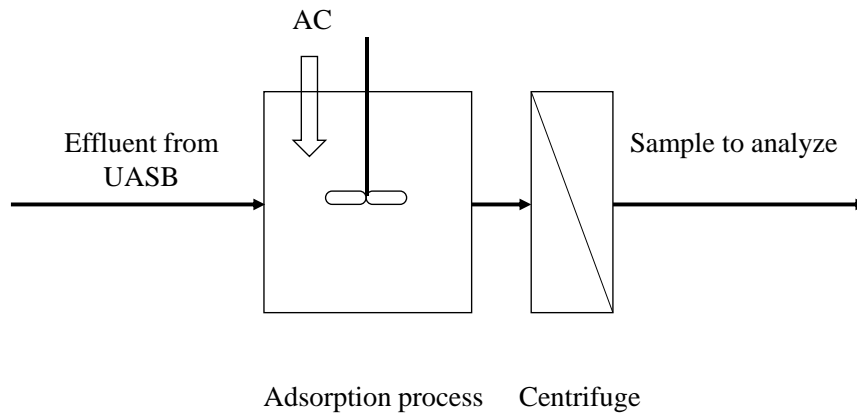 AC
Effluent from
UASB
Sample to analyze
Adsorption process
Centrifuge